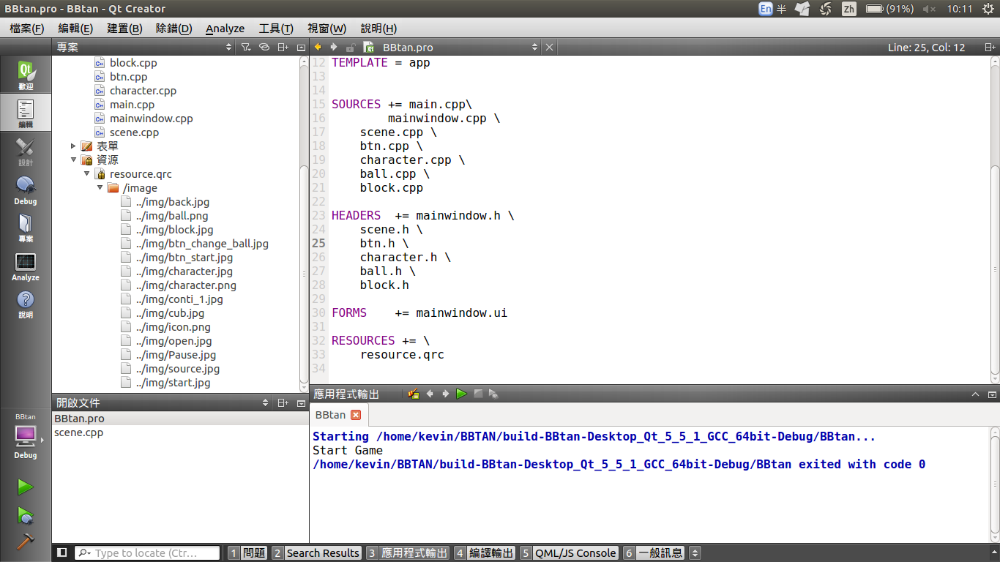 BBtan.pro - BBtan - Qt Creator
En 半 Zh (91%) 10:11
檔案(F) 編輯(E) 建置(B) 除錯(D) Analyze 工具(T) 視窗(W) 說明(H)
專案
BBtan.pro
Line: 25, Col: 12
Qt
歡迎
編輯
設計
Debug
專案
Analyze
說明
BBtan
Debug
block.cpp
btn.cpp
character.cpp
main.cpp
mainwindow.cpp
scene.cpp
表單
資源
resource.qrc
/image
../img/back.jpg
../img/ball.png
../img/block.jpg
../img/btn_change_ball.jpg
../img/btn_start.jpg
../img/character.jpg
../img/character.png
../img/conti_1.jpg
../img/cub.jpg
../img/icon.png
../img/open.jpg
../img/Pause.jpg
../img/source.jpg
../img/start.jpg
開啟文件
BBtan.pro
scene.cpp
12 TEMPLATE = app
13
14
15 SOURCES += main.cpp\
16 mainwindow.cpp \
17 scene.cpp \
18 btn.cpp \
19 character.cpp \
20 ball.cpp \
21 block.cpp
22
23 HEADERS += mainwindow.h \
24 scene.h \
25 btn.h \
26 character.h \
27 ball.h \
28 block.h
29
30 FORMS += mainwindow.ui
31
32 RESOURCES += \
33 resource.qrc
34
應用程式輸出
BBtan
Starting /home/kevin/BBTAN/build-BBtan-Desktop_Qt_5_5_1_GCC_64bit-Debug/BBtan...
Start Game
/home/kevin/BBTAN/build-BBtan-Desktop_Qt_5_5_1_GCC_64bit-Debug/BBtan exited with code 0
Type to locate (Ctr... 1 問題 2 Search Results 3 應用程式輸出 4 編譯輸出 5 QML/JS Console 6 一般訊息